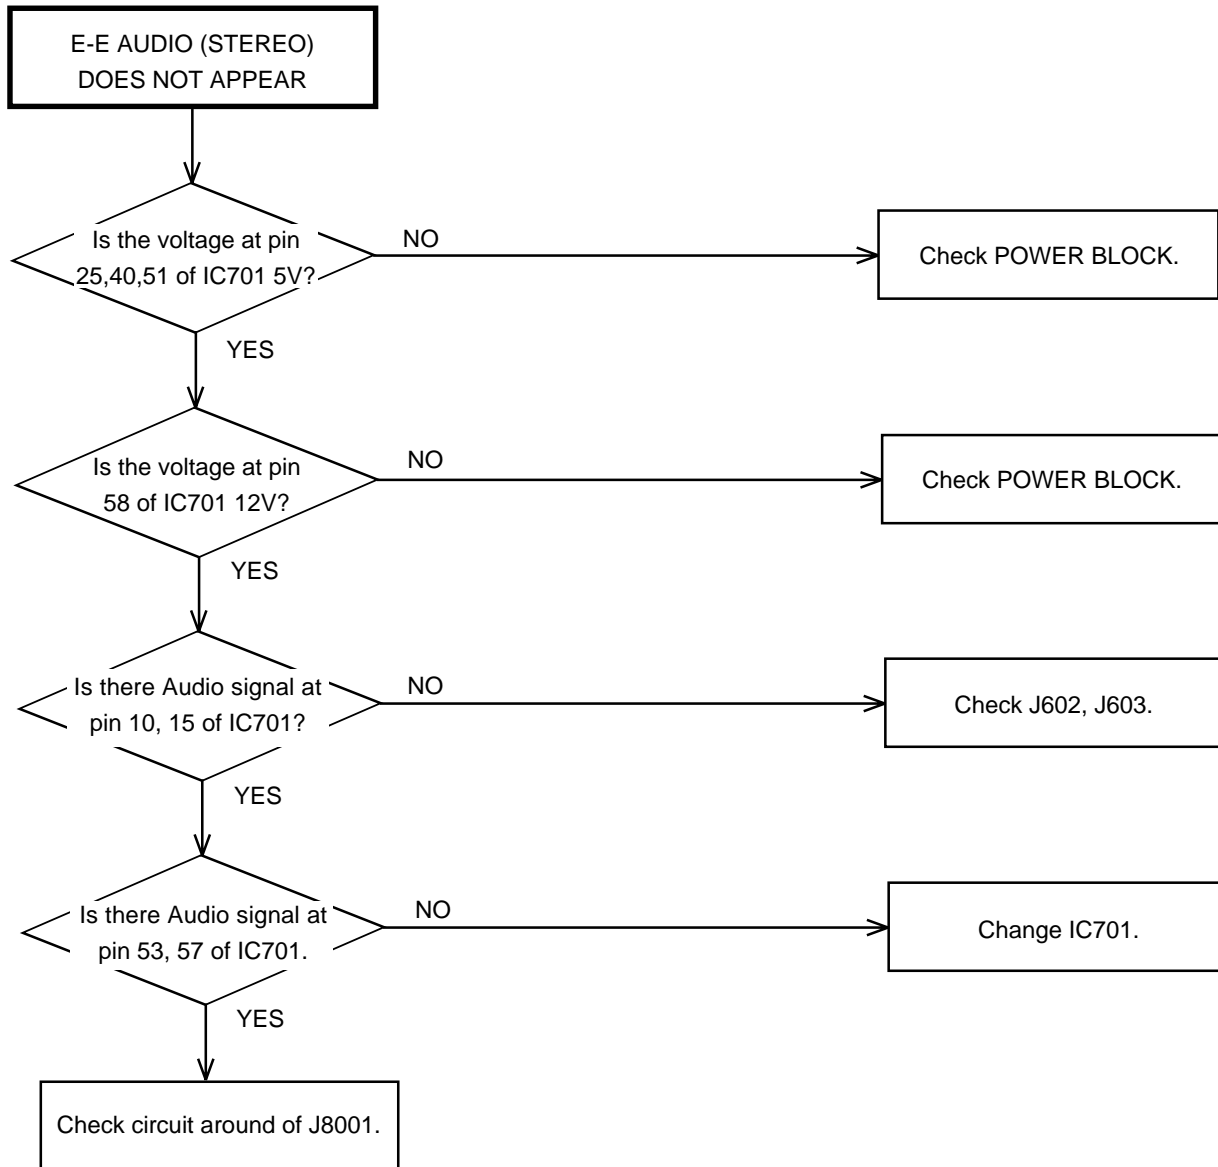 E-E AUDIO (STEREO)
DOES NOT APPEAR
Is the voltage at pin
25,40,51 of IC701 5V?
NO
Check POWER BLOCK.
YES
Is the voltage at pin
58 of IC701 12V?
NO
Check POWER BLOCK.
YES
Is there Audio signal at
pin 10, 15 of IC701?
NO
Check J602, J603.
YES
Is there Audio signal at
pin 53, 57 of IC701.
NO
Change IC701.
YES
Check circuit around of J8001.